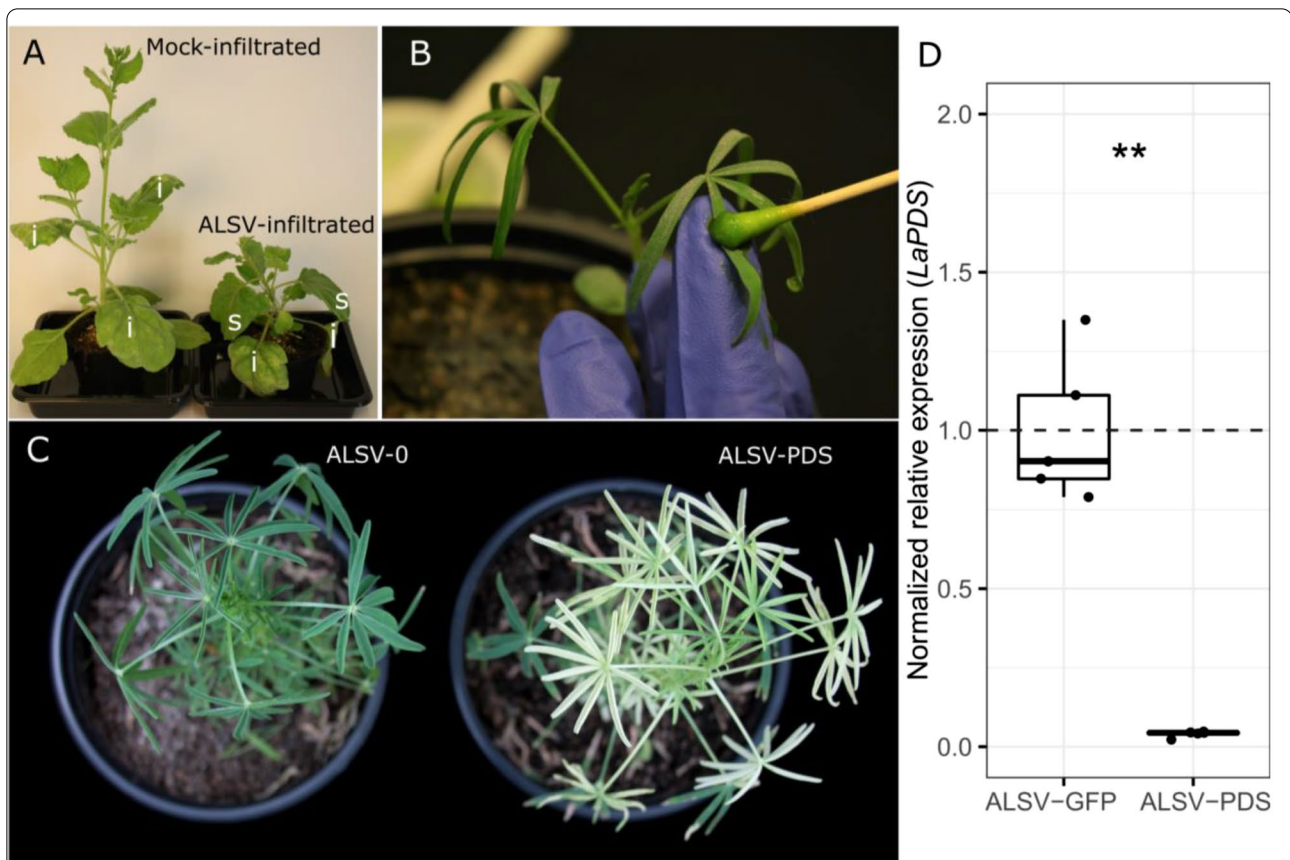 A
Mock-infiltrated
i
i
i
ALSV-infiltrated
s
s
i
i
B
C
ALSV-0
ALSV-PDS
D
Normalized relative expression (LaPDS)
2.0
**
1.5
1.0
0.5
0.0
ALSV−GFP
ALSV−PDS